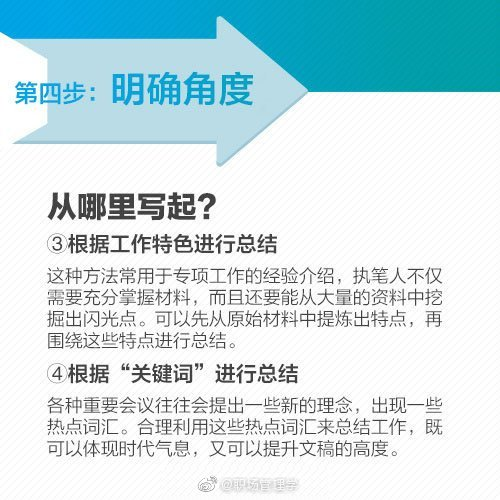 第四步：明确角度
从哪里写起？
③根据工作特色进行总结
这种方法常用于专项工作的经验介绍，执笔人不仅
需要充分掌握材料，而且还要能从大量的资料中挖
掘出闪光点。可以先从原始材料中提炼出特点，再
围绕这些特点进行总结。
④根据“关键词”进行总结
各种重要会议往往会提出一些新的理念，出现一些
热点词汇。合理利用这些热点词汇来总结工作，既
可以体现时代气息，又可以提升文稿的高度。
@职场管理学